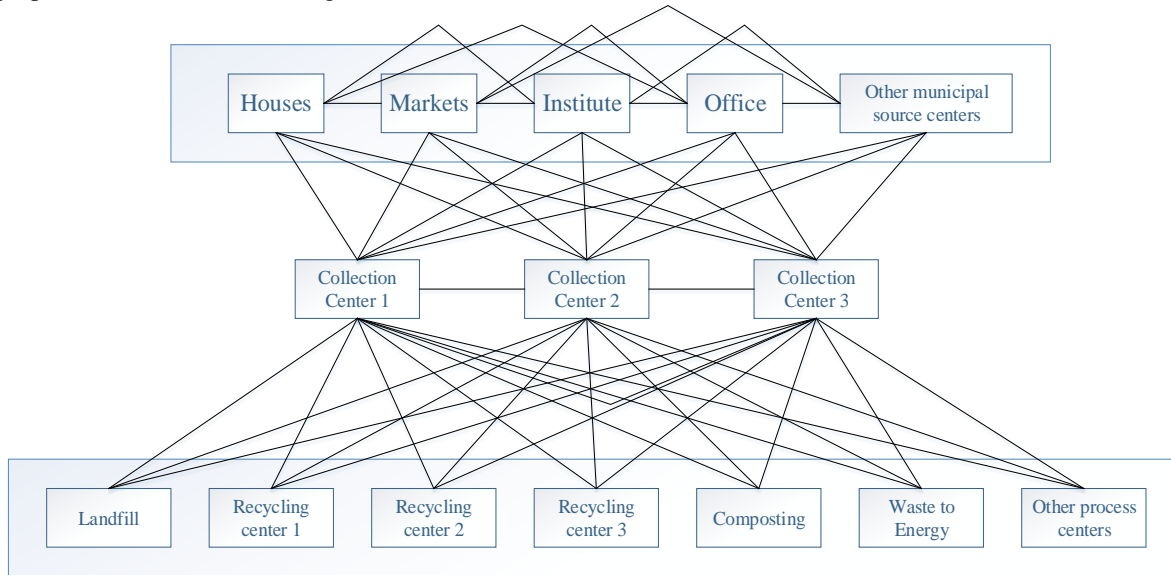 Houses
Markets
Institute
Office
Other municipal
source centers
Collection
Center 1
Collection
Center 2
Collection
Center 3
Landfill
Recycling
center 1
Recycling
center 2
Recycling
center 3
Composting
Waste to
Energy
Other process
centers